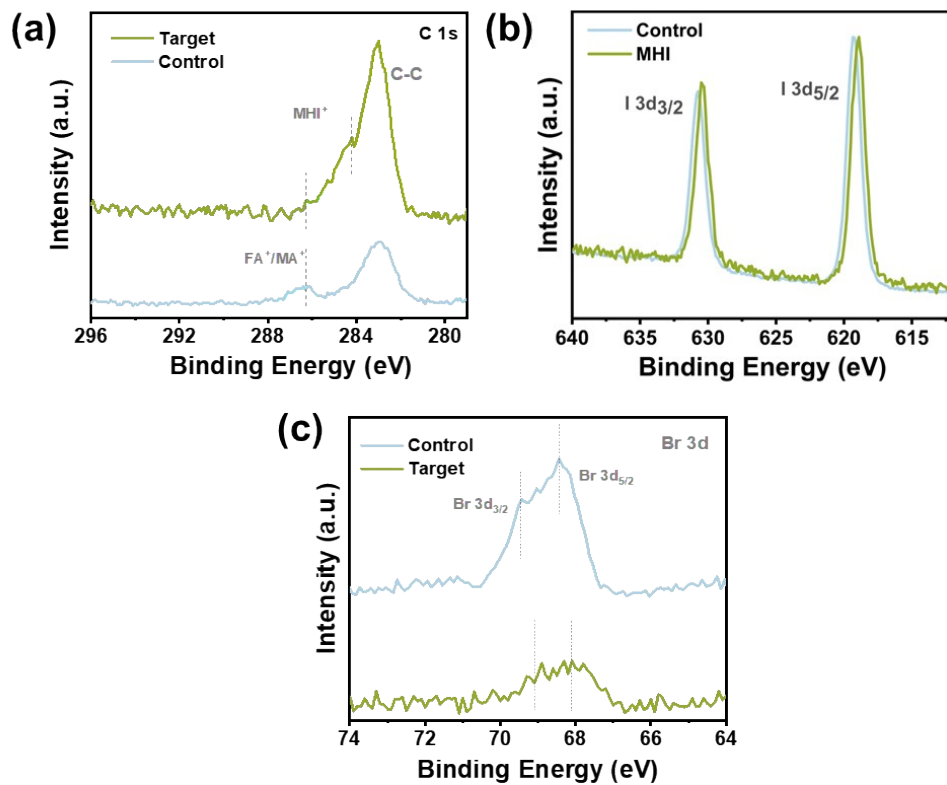 (a)
Target
Control
C 1s
C-C
MHI⁺
FA⁺/MA⁺
Intensity (a.u.)
296 292 288 284 280
Binding Energy (eV)
(b)
Control
MHI
I 3d₃/₂
I 3d₅/₂
Intensity (a.u.)
640 635 630 625 620 615
Binding Energy (eV)
(c)
Control
Target
Br 3d
Br 3d₃/₂
Br 3d₅/₂
Intensity (a.u.)
74 72 70 68 66 64
Binding Energy (eV)